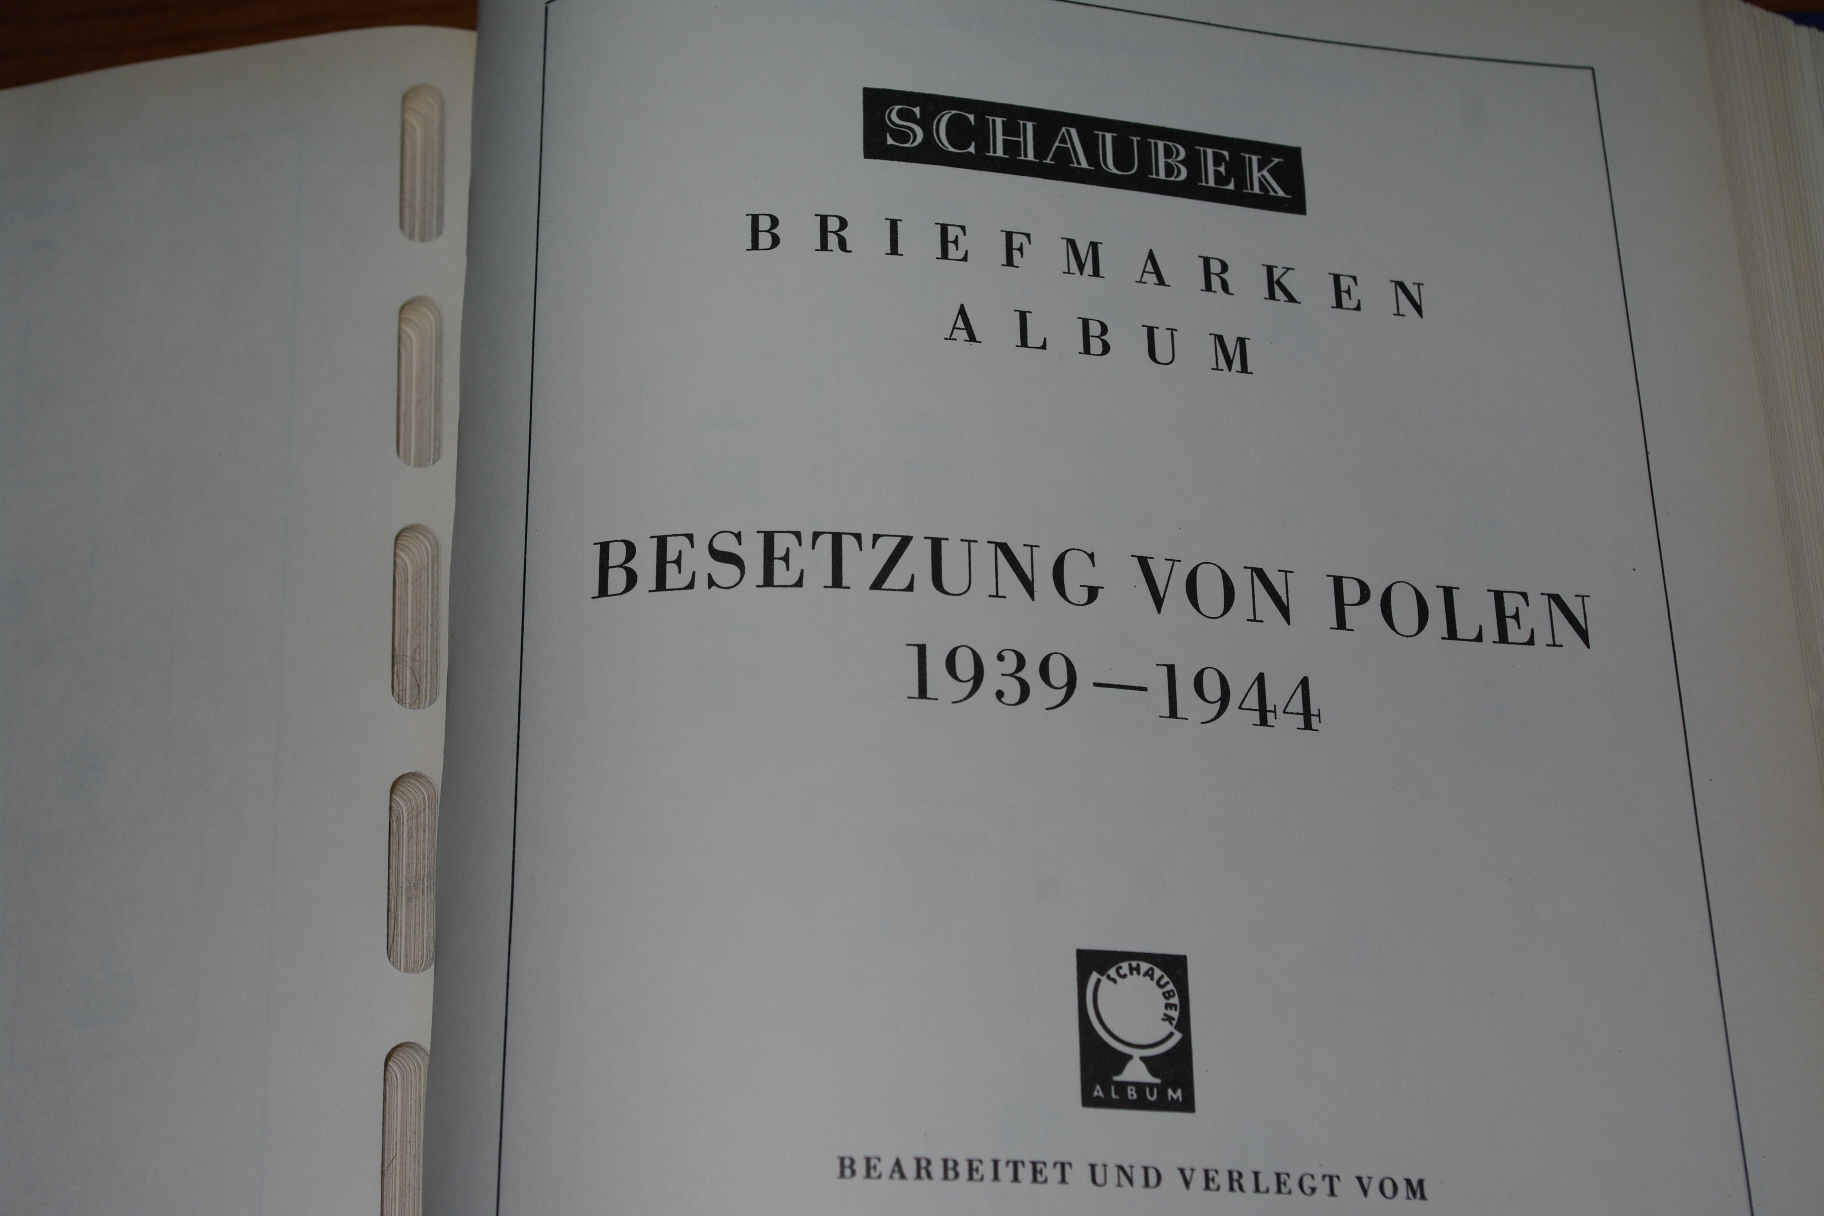 SCHAUBEK
BRIEFMARKEN
ALBUM
BESETZUNG VON POLEN
1939–1944
SCHAUBEK
ALBUM
BEARBEITET UND VERLEGT VOM